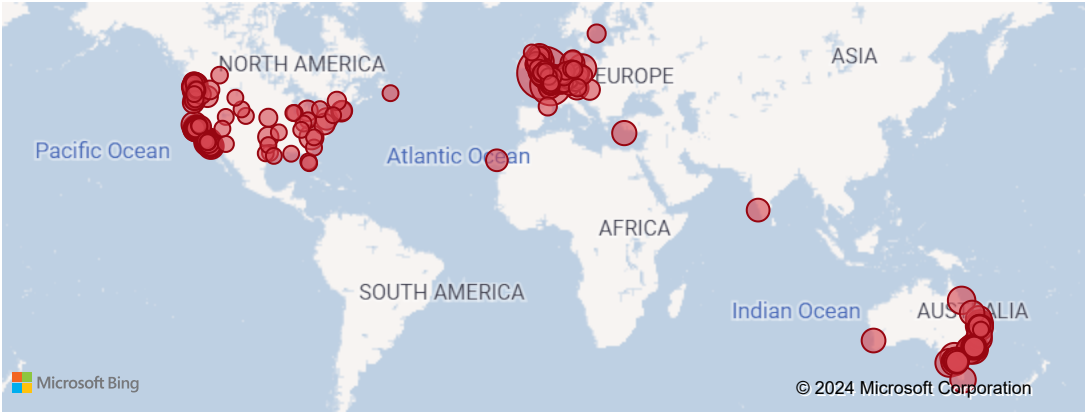 ASIA
NORTH AMERICA
EUROPE
Pacific Ocean
Atlantic Ocean
AFRICA
SOUTH AMERICA
Indian Ocean
AUSTRALIA
Microsoft Bing
© 2024 Microsoft Corporation